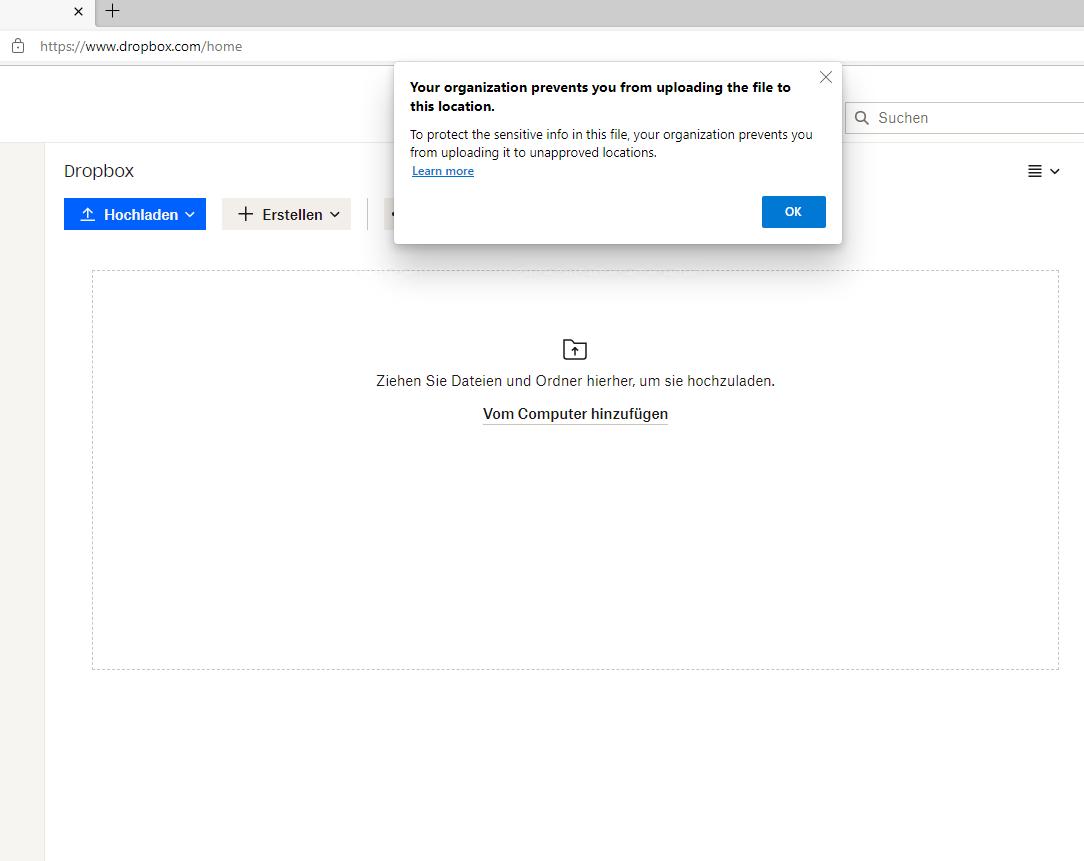 https://www.dropbox.com/home
Your organization prevents you from uploading the file to
this location.
To protect the sensitive info in this file, your organization prevents you
from uploading it to unapproved locations.
Learn more
OK
Suchen
Dropbox
Hochladen
Erstellen
Ziehen Sie Dateien und Ordner hierher, um sie hochzuladen.
Vom Computer hinzufügen